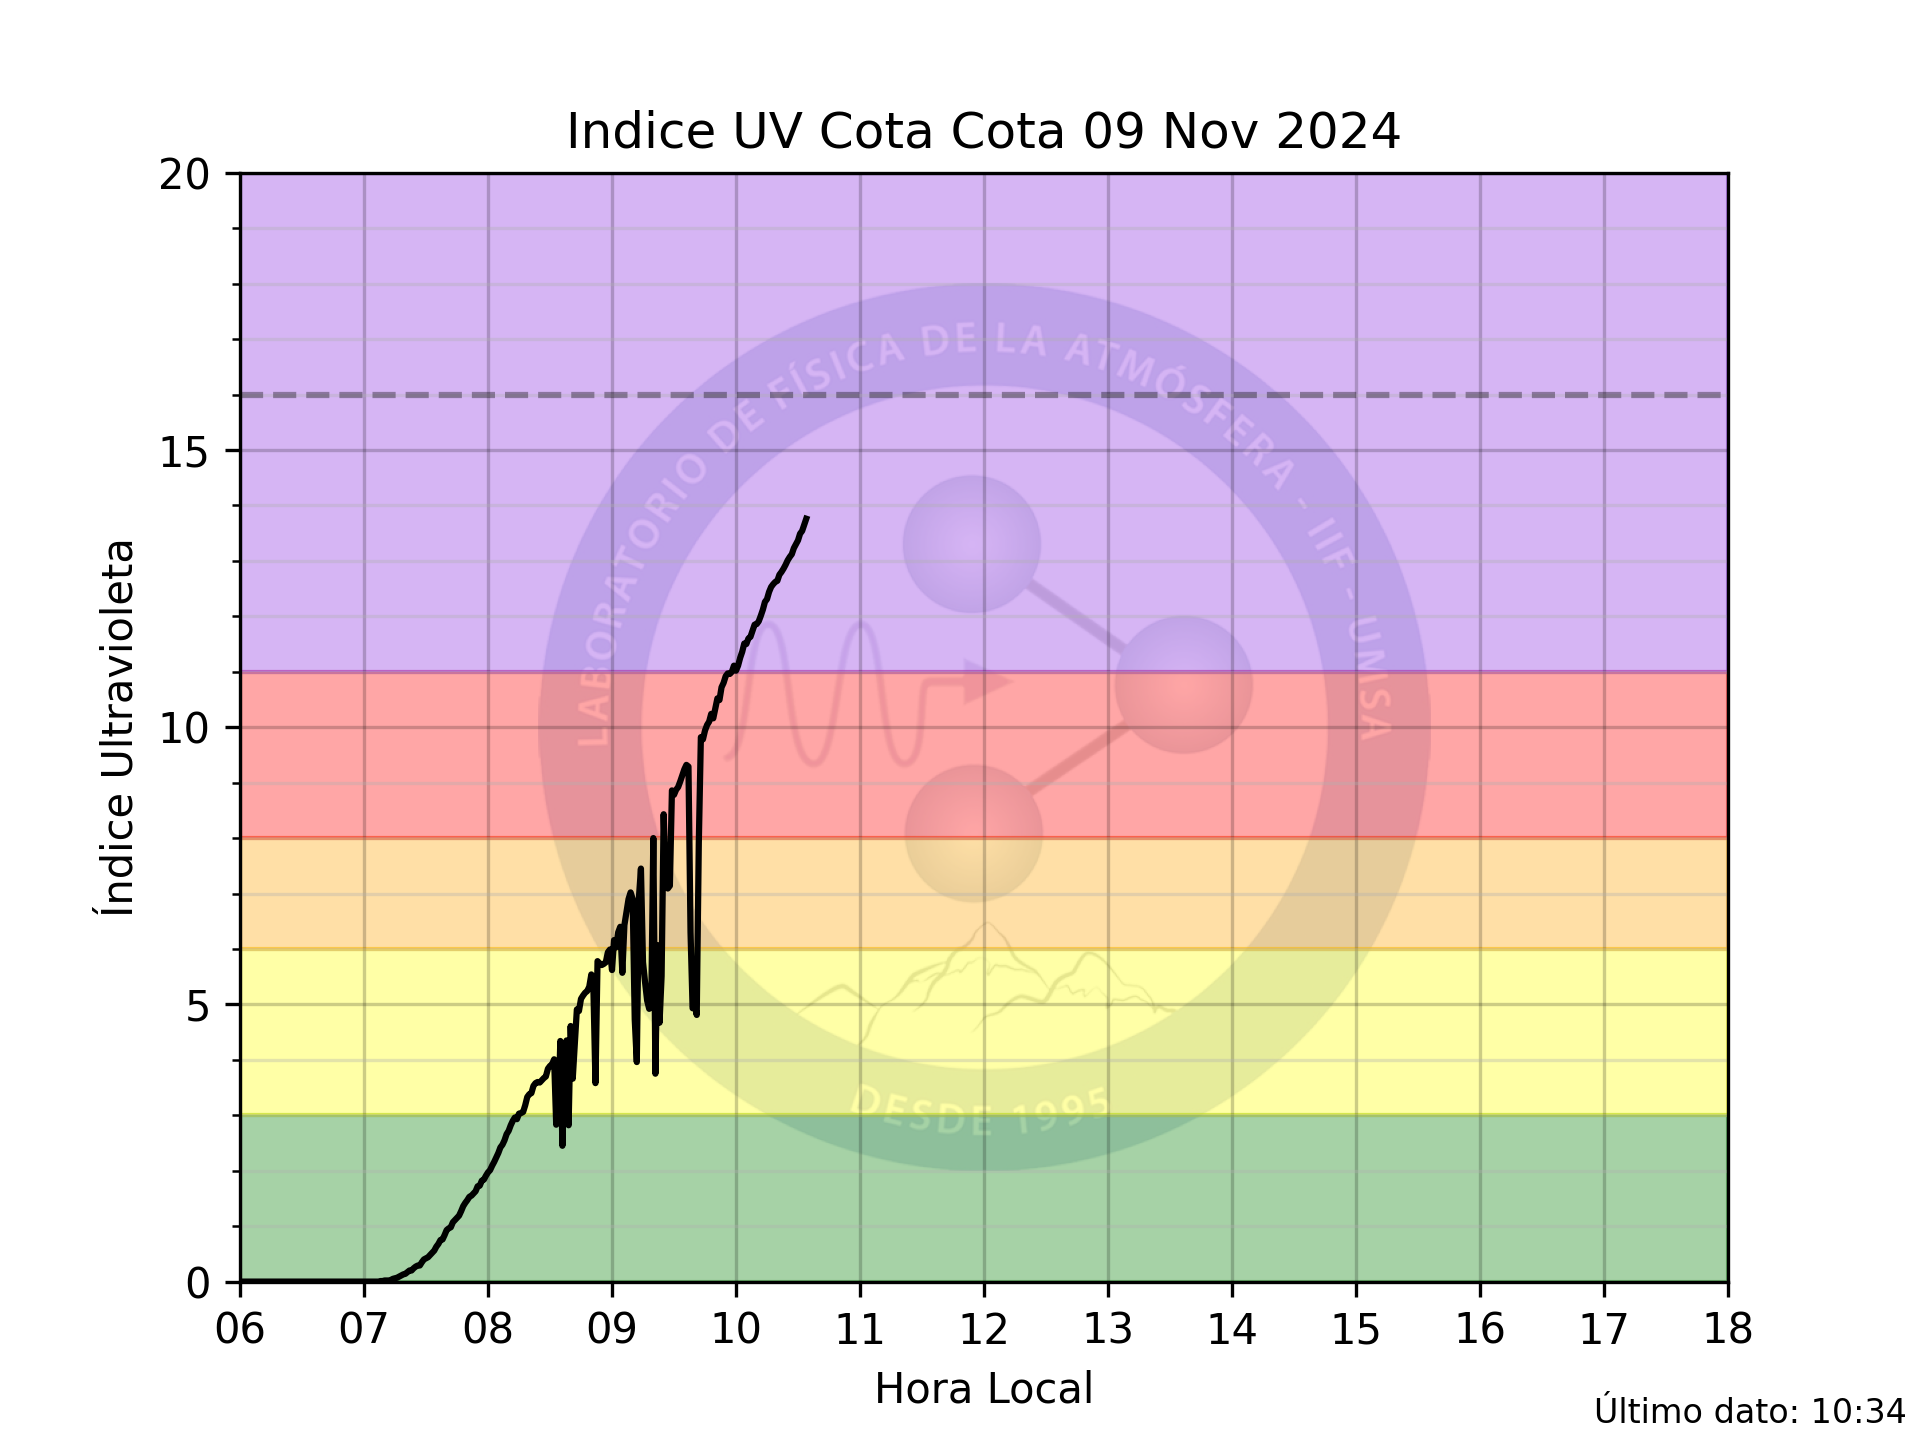 Indice UV Cota Cota 09 Nov 2024
20
15
10
5
0
Índice Ultravioleta
LABORATORIO DE FÍSICA DE LA ATMÓSFERA - IIF - UMSA
DESDE 1995
06 07 08 09 10 11 12 13 14 15 16 17 18
Hora Local
Último dato: 10:34